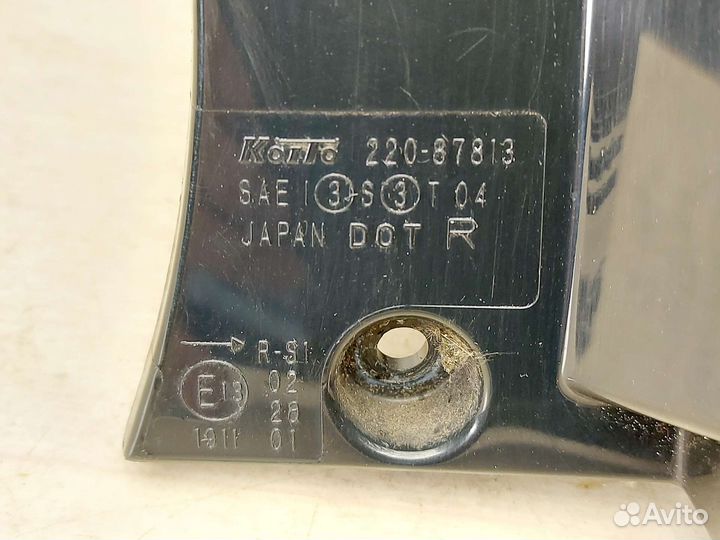 Koito 220-87813
SAE I 3-S 3 T 04
JAPAN DOT R
R-S1
E13 02
28
1911 01
Avito